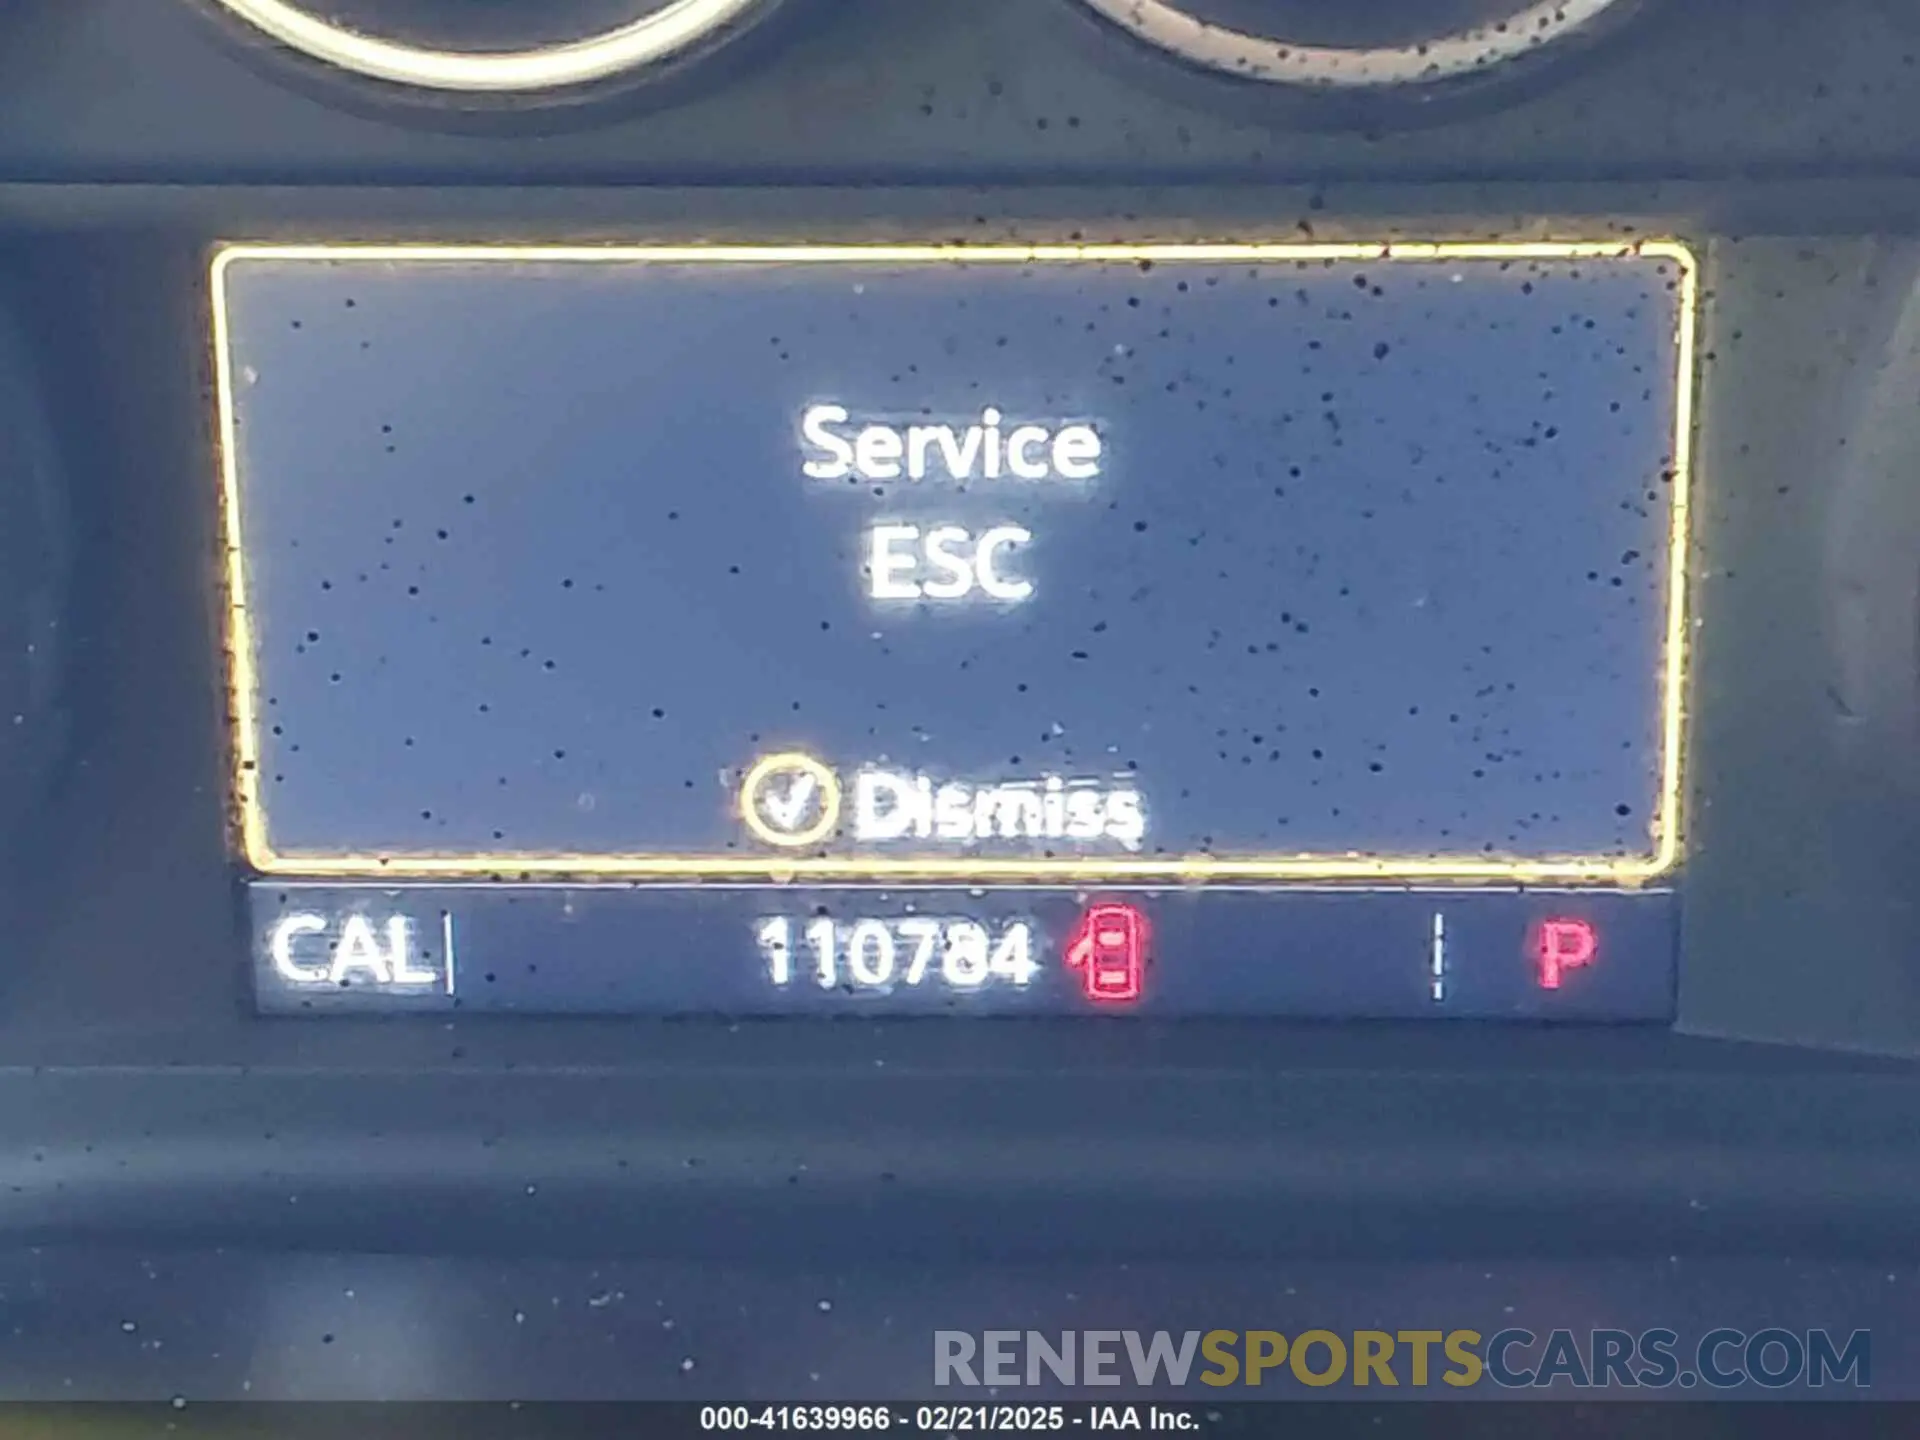 Service
ESC
Dismiss
CAL 110784 P
RENEWSPORTSCARS.COM
000-41639966 - 02/21/2025 - IAA Inc.